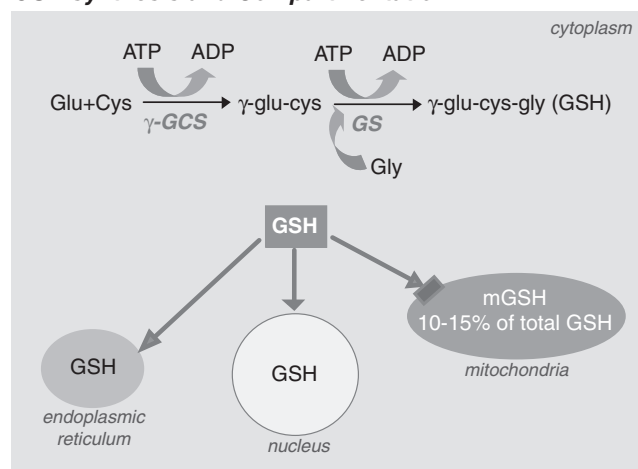 cytoplasm
ATP ADP ATP ADP
Glu+Cys γ-glu-cys γ-glu-cys-gly (GSH)
γ-GCS GS
Gly
GSH
mGSH
10-15% of total GSH
mitochondria
GSH
endoplasmic
reticulum
GSH
nucleus